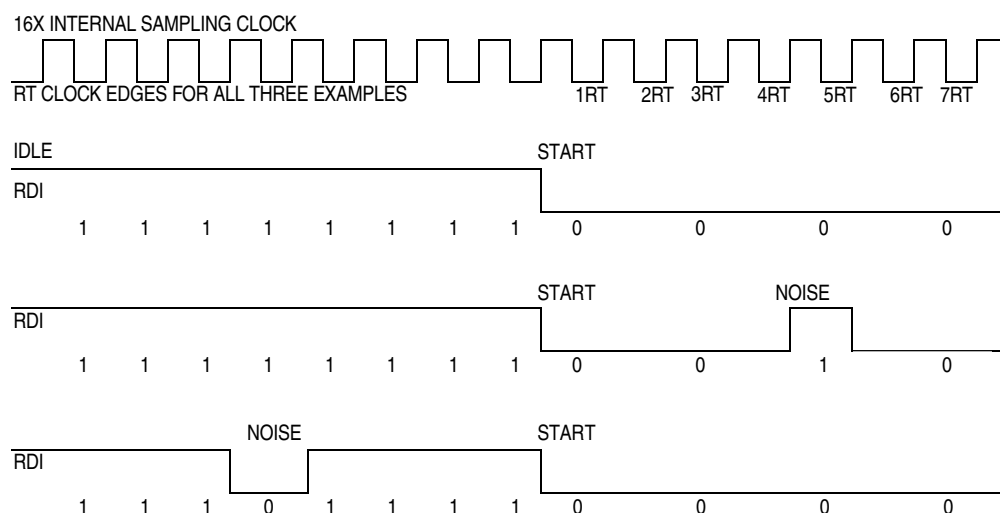 16X INTERNAL SAMPLING CLOCK
RT CLOCK EDGES FOR ALL THREE EXAMPLES 1RT 2RT 3RT 4RT 5RT 6RT 7RT
IDLE START
RDI
1 1 1 1 1 1 1 1 0 0 0 0
START NOISE
RDI
1 1 1 1 1 1 1 1 0 0 1 0
NOISE START
RDI
1 1 1 0 1 1 1 1 0 0 0 0